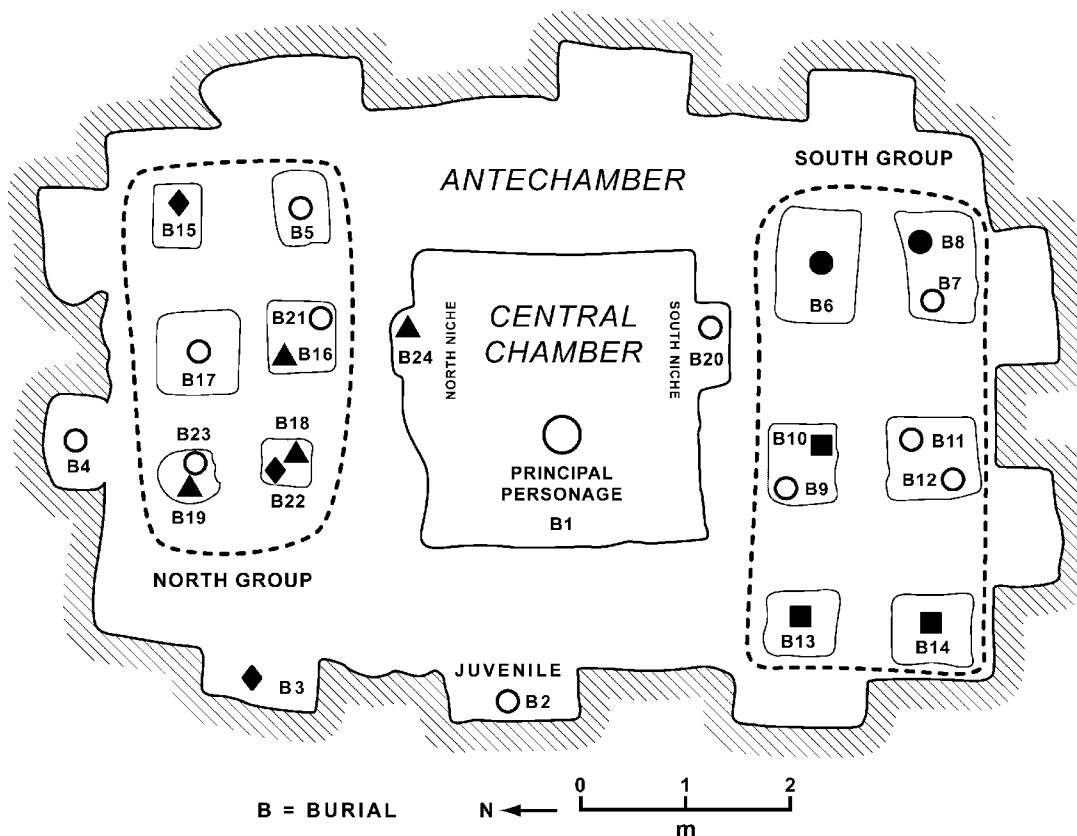 SOUTH GROUP
ANTECHAMBER
B15
B5
B8
B7
B6
B21
B16
B17
B24
NORTH NICHE
CENTRAL
CHAMBER
SOUTH NICHE
B20
B23
B18
B4
B19
B22
PRINCIPAL
PERSONAGE
B1
B10
B9
B11
B12
NORTH GROUP
B13
B14
B3
JUVENILE
B2
B = BURIAL
N
0 1 2
m